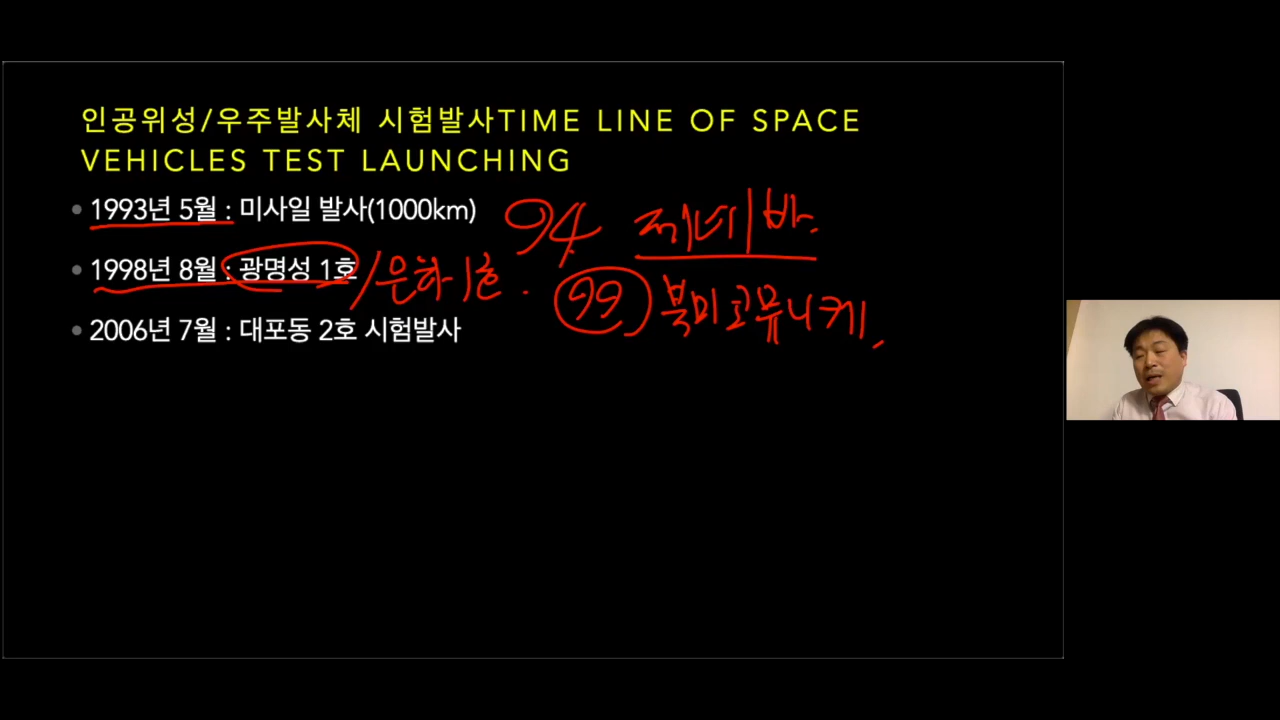 인공위성/우주발사체 시험발사TIME LINE OF SPACE
VEHICLES TEST LAUNCHING
1993년 5월 : 미사일 발사(1000km)
94 제네바.
1998년 8월 : 광명성 1호 /은하 1호.
99 북미코뮤니케,
2006년 7월 : 대포동 2호 시험발사